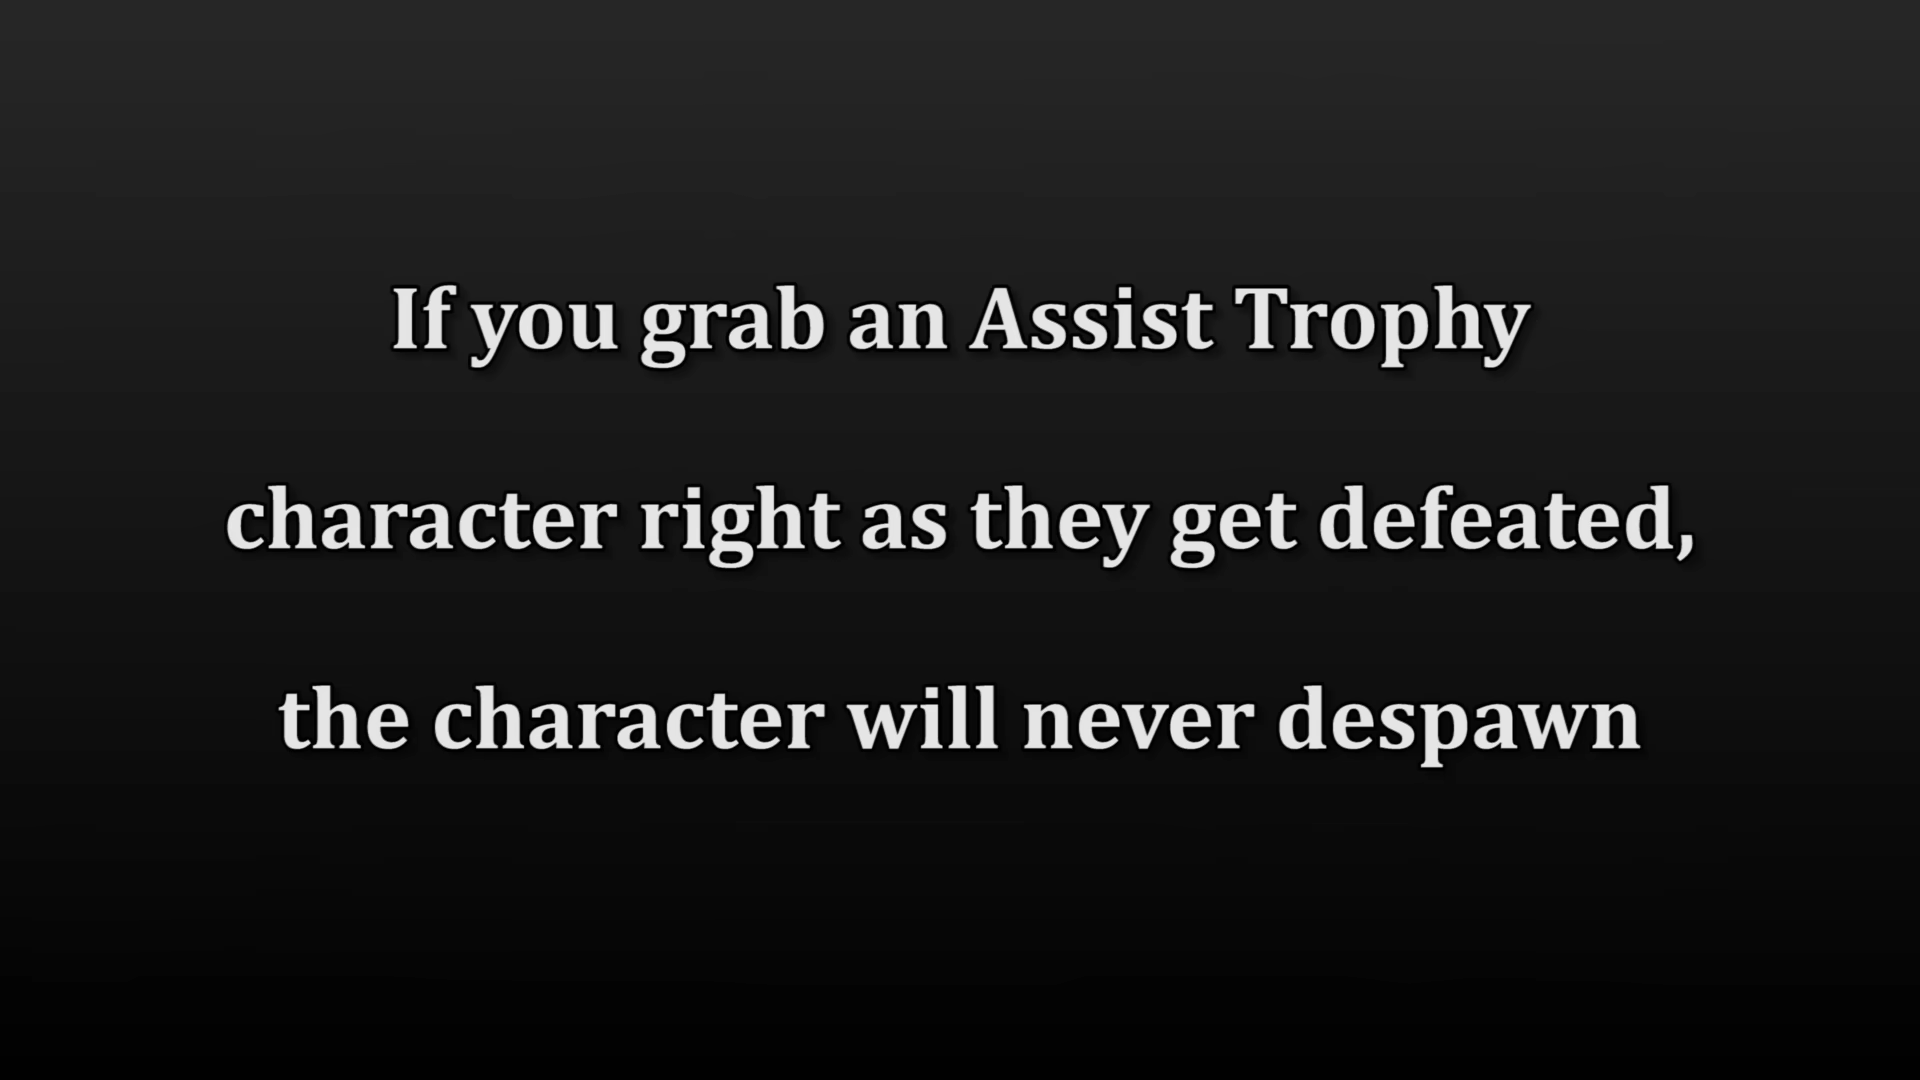 If you grab an Assist Trophy
character right as they get defeated,
the character will never despawn